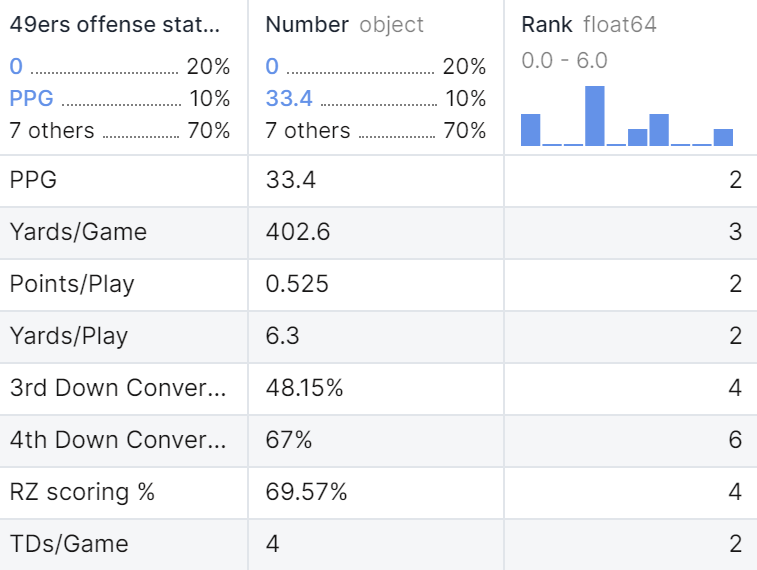 49ers offense stat... Number object Rank float64
0 20% 0 20% 0.0 - 6.0
PPG 10% 33.4 10%
7 others 70% 7 others 70%
PPG 33.4 2
Yards/Game 402.6 3
Points/Play 0.525 2
Yards/Play 6.3 2
3rd Down Conver... 48.15% 4
4th Down Conver... 67% 6
RZ scoring % 69.57% 4
TDs/Game 4 2